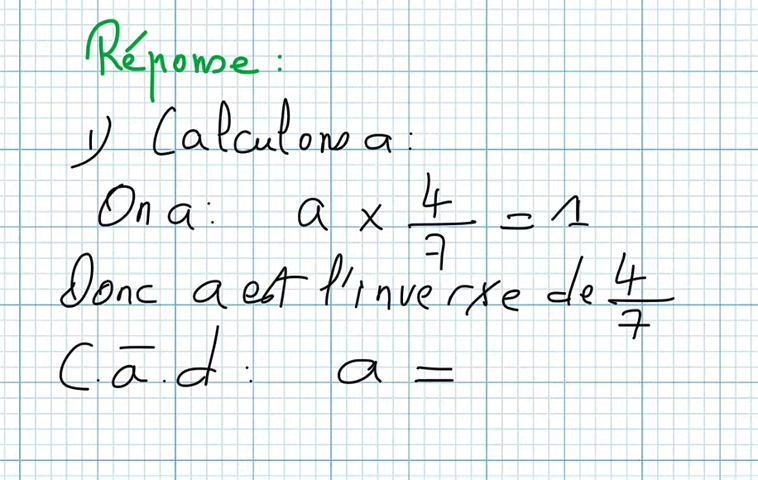 Réponse :
1) Calculons a :
On a : a × 4/7 = 1
Donc a est l'inverse de 4/7
C.ā.d : a =